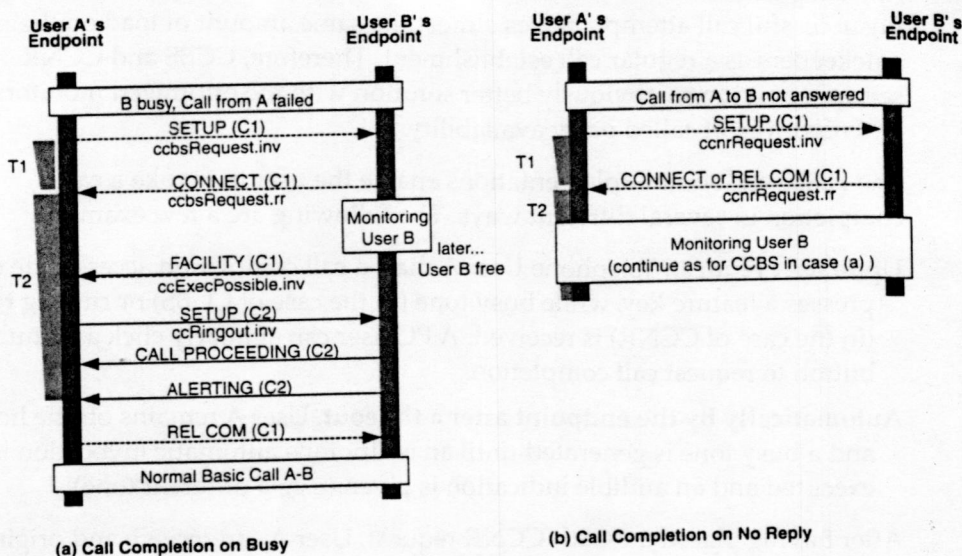 User A's
Endpoint
User B's
Endpoint
B busy, Call from A failed
SETUP (C1)
ccbsRequest.inv
T1
CONNECT (C1)
ccbsRequest.rr
Monitoring
User B
later...
User B free
FACILITY (C1)
ccExecPossible.inv
T2
SETUP (C2)
ccRingout.inv
CALL PROCEEDING (C2)
ALERTING (C2)
REL COM (C1)
Normal Basic Call A-B
(a) Call Completion on Busy
User A's
Endpoint
User B's
Endpoint
Call from A to B not answered
SETUP (C1)
ccnrRequest.inv
T1
CONNECT or REL COM (C1)
ccnrRequest.rr
T2
Monitoring User B
(continue as for CCBS in case (a) )
(b) Call Completion on No Reply